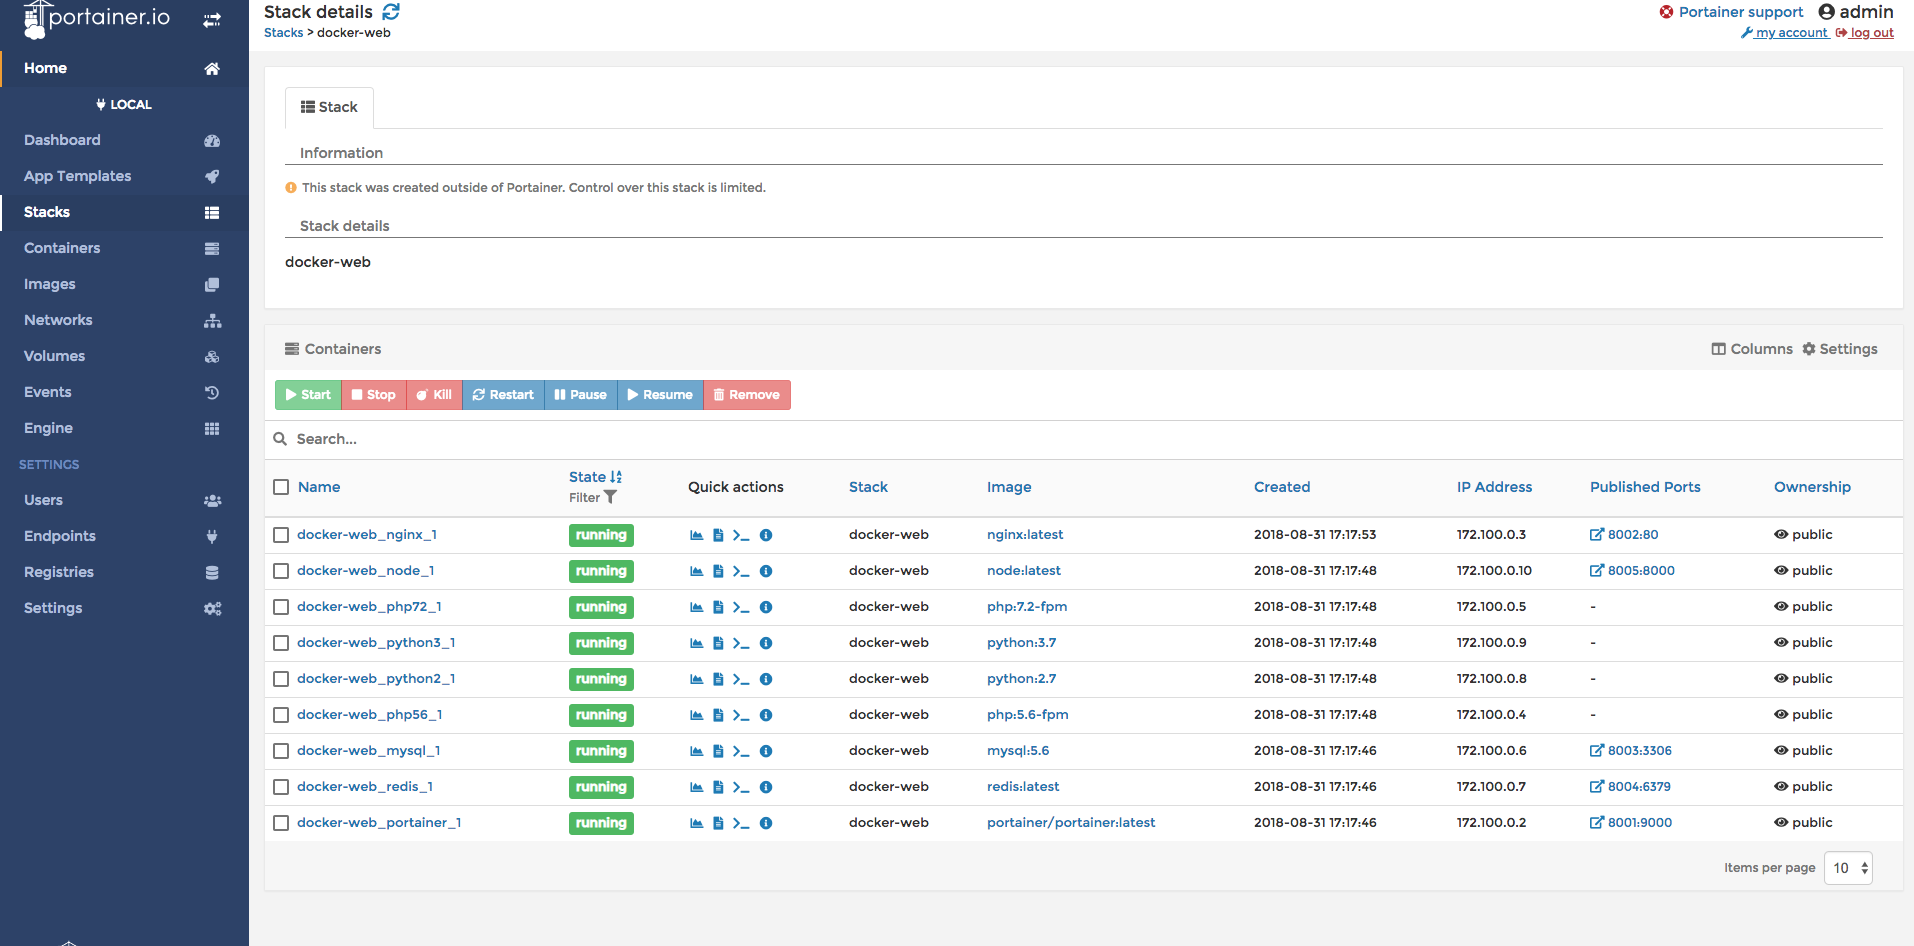 portainer.io
Stack details
Portainer support admin
Stacks > docker-web
my account log out
Home
LOCAL
Dashboard
App Templates
Stacks
Containers
Images
Networks
Volumes
Events
Engine
SETTINGS
Users
Endpoints
Registries
Settings
Stack
Information
This stack was created outside of Portainer. Control over this stack is limited.
Stack details
docker-web
Containers
Columns Settings
Start Stop Kill Restart Pause Resume Remove
Search...
Name State Filter Quick actions Stack Image Created IP Address Published Ports Ownership
docker-web_nginx_1 running docker-web nginx:latest 2018-08-31 17:17:53 172.100.0.3 8002:80 public
docker-web_node_1 running docker-web node:latest 2018-08-31 17:17:48 172.100.0.10 8005:8000 public
docker-web_php72_1 running docker-web php:7.2-fpm 2018-08-31 17:17:48 172.100.0.5 - public
docker-web_python3_1 running docker-web python:3.7 2018-08-31 17:17:48 172.100.0.9 - public
docker-web_python2_1 running docker-web python:2.7 2018-08-31 17:17:48 172.100.0.8 - public
docker-web_php56_1 running docker-web php:5.6-fpm 2018-08-31 17:17:48 172.100.0.4 - public
docker-web_mysql_1 running docker-web mysql:5.6 2018-08-31 17:17:46 172.100.0.6 8003:3306 public
docker-web_redis_1 running docker-web redis:latest 2018-08-31 17:17:46 172.100.0.7 8004:6379 public
docker-web_portainer_1 running docker-web portainer/portainer:latest 2018-08-31 17:17:46 172.100.0.2 8001:9000 public
Items per page 10